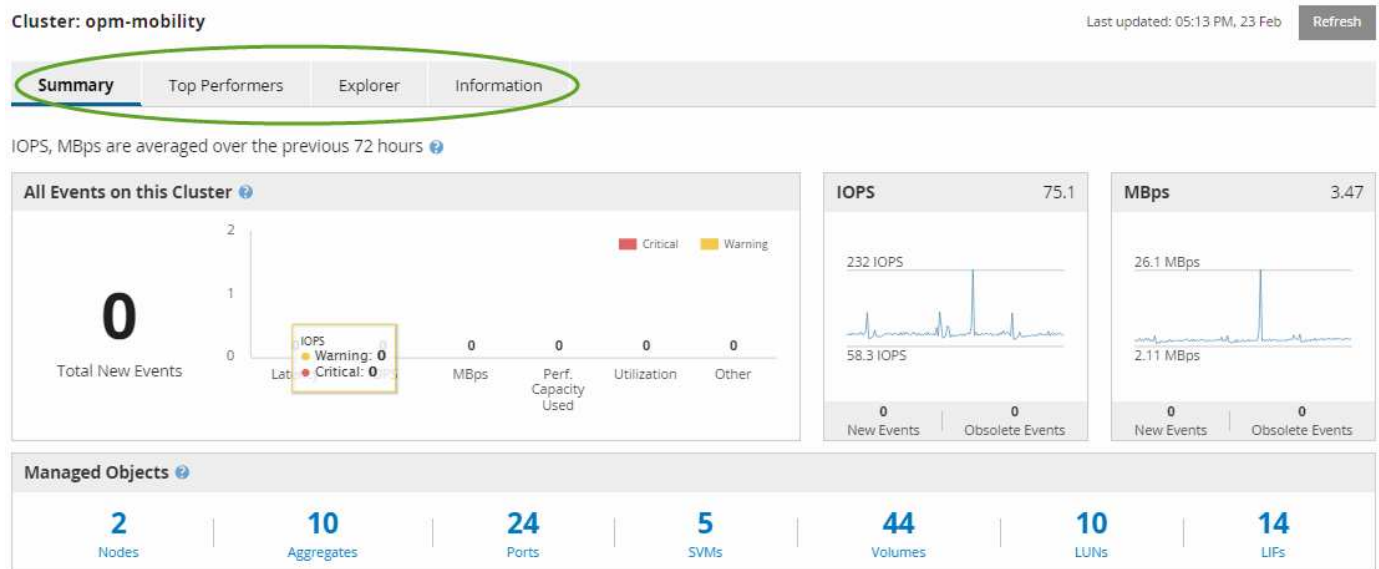 Cluster: opm-mobility
Last updated: 05:13 PM, 23 Feb
Refresh
Summary
Top Performers
Explorer
Information
IOPS, MBps are averaged over the previous 72 hours
All Events on this Cluster
0
Total New Events
2
1
0
Critical
Warning
IOPS
Warning: 0
Critical: 0
0
0
0
0
MBps
Perf.
Capacity
Used
Utilization
Other
IOPS 75.1
232 IOPS
58.3 IOPS
0
New Events
0
Obsolete Events
MBps 3.47
26.1 MBps
2.11 MBps
0
New Events
0
Obsolete Events
Managed Objects
2
Nodes
10
Aggregates
24
Ports
5
SVMs
44
Volumes
10
LUNs
14
LIFs